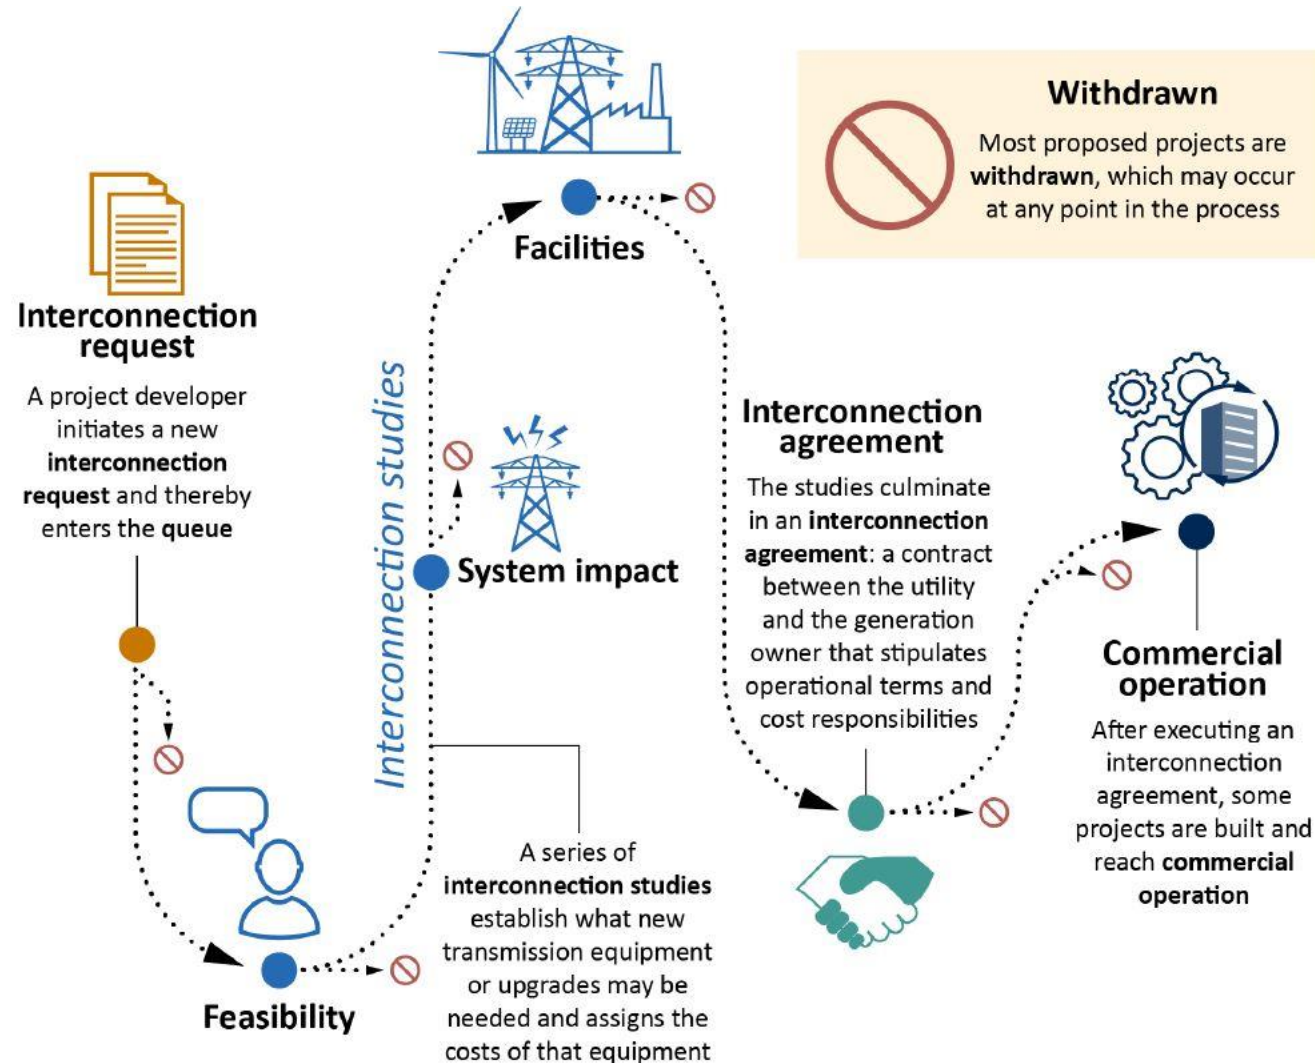 Withdrawn
Most proposed projects are
withdrawn, which may occur
at any point in the process
Interconnection
request
A project developer
initiates a new
interconnection
request and thereby
enters the queue
Feasibility
Interconnection studies
A series of
interconnection studies
establish what new
transmission equipment
or upgrades may be
needed and assigns the
costs of that equipment
System impact
Facilities
Interconnection
agreement
The studies culminate
in an interconnection
agreement: a contract
between the utility
and the generation
owner that stipulates
operational terms and
cost responsibilities
Commercial
operation
After executing an
interconnection
agreement, some
projects are built and
reach commercial
operation